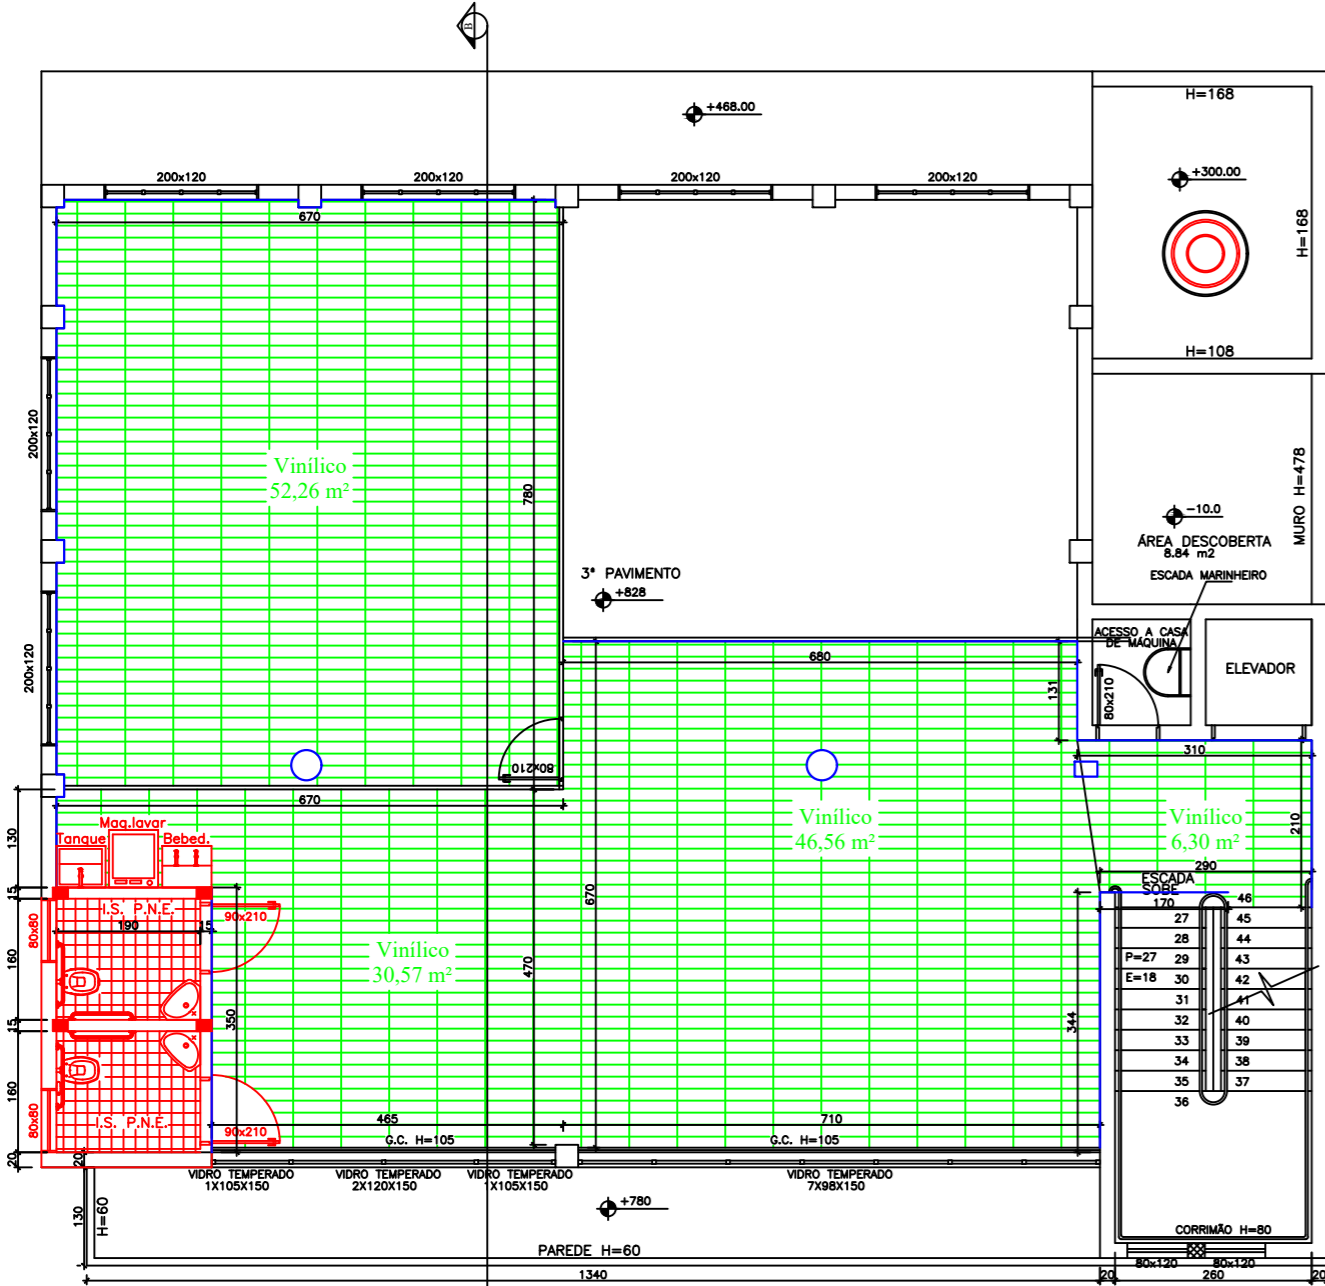 B
H=168
+468.00
+300.00
200x120
200x120
200x120
200x120
670
H=168
H=108
200x120
Vinílico
52,26 m²
780
MURO H=478
-10.0
ÁREA DESCOBERTA
8.84 m2
3ª PAVIMENTO
+828
ESCADA MARINHEIRO
ACESSO A CASA
DE MÁQUINA
ELEVADOR
200x120
680
131
80x210
80x210
310
670
130
Maq.lavar
Tanque
Bebed.
Vinílico
46,56 m²
Vinílico
6,30 m²
210
290
ESCADA
SOBE
15
I.S. P.N.E.
190
15
90x210
80x80
670
170
46
27
45
28
44
P=27
29
43
E=18
30
42
31
41
32
40
33
39
34
38
35
37
36
160
Vinílico
30,57 m²
470
350
344
15
160
80x80
I.S. P.N.E.
90x210
465
710
G.C. H=105
G.C. H=105
20
20
VIDRO TEMPERADO
1X105X150
VIDRO TEMPERADO
2X120X150
VIDRO TEMPERADO
1X105X150
VIDRO TEMPERADO
7X98X150
130
H=60
+780
CORRIMÃO H=80
PAREDE H=60
80x120
80x120
1340
20
260
20